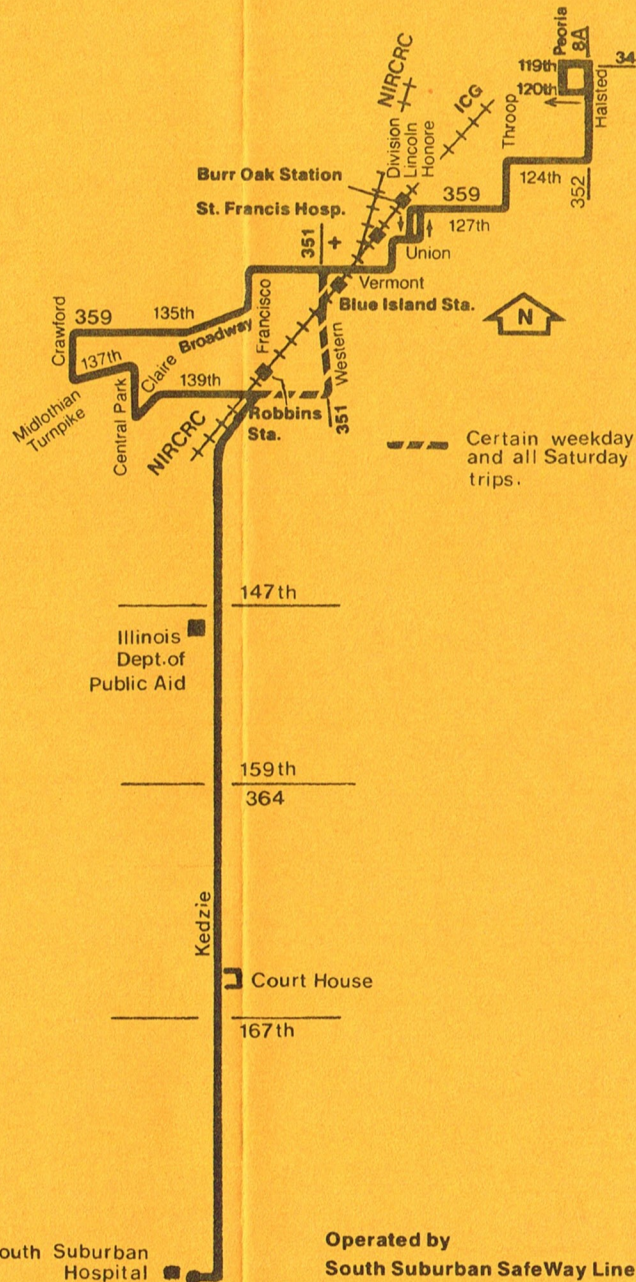 Peoria
8A
34
119th
120th
Halsted
NIRCRC
ICG
Throop
Division
Lincoln
Honore
Burr Oak Station
124th
352
St. Francis Hosp.
359
127th
351
+
Union
Vermont
Blue Island Sta.
N
Francisco
Crawford
359
135th
Broadway
Western
137th
Claire
139th
Midlothian
Turnpike
Central Park
NIRCRC
Robbins
Sta.
351
Certain weekday
and all Saturday
trips.
147th
Illinois
Dept.of
Public Aid
159th
364
Kedzie
Court House
167th
outh Suburban
Hospital
Operated by
South Suburban SafeWay Line